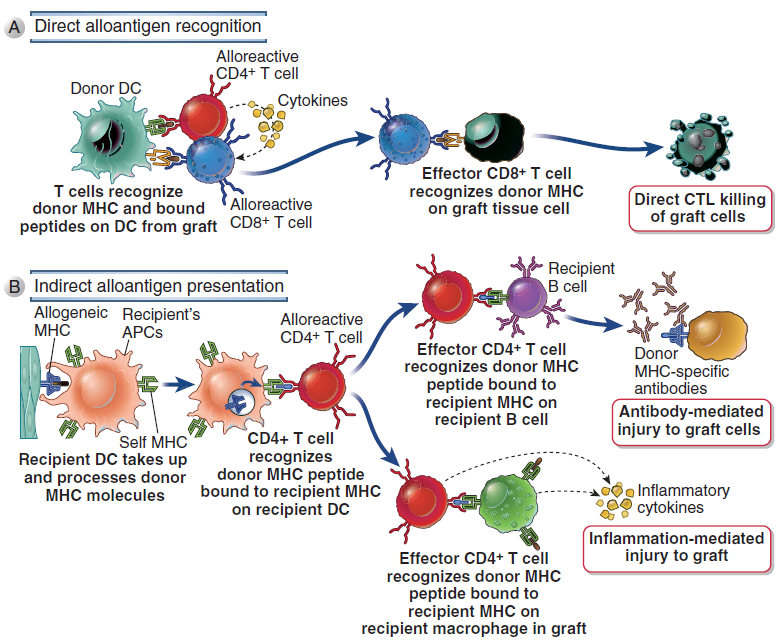 A Direct alloantigen recognition
Donor DC
Alloreactive
CD4+ T cell
Cytokines
T cells recognize
donor MHC and bound
peptides on DC from graft
Alloreactive
CD8+ T cell
Effector CD8+ T cell
recognizes donor MHC
on graft tissue cell
Direct CTL killing
of graft cells
B Indirect alloantigen presentation
Allogeneic
MHC
Recipient's
APCs
Self MHC
Recipient DC takes up
and processes donor
MHC molecules
Alloreactive
CD4+ T cell
CD4+ T cell
recognizes
donor MHC peptide
bound to recipient MHC
on recipient DC
Recipient
B cell
Effector CD4+ T cell
recognizes donor MHC
peptide bound to
recipient MHC on
recipient B cell
Donor
MHC-specific
antibodies
Antibody-mediated
injury to graft cells
Effector CD4+ T cell
recognizes donor MHC
peptide bound to
recipient MHC on
recipient macrophage in graft
Inflammatory
cytokines
Inflammation-mediated
injury to graft